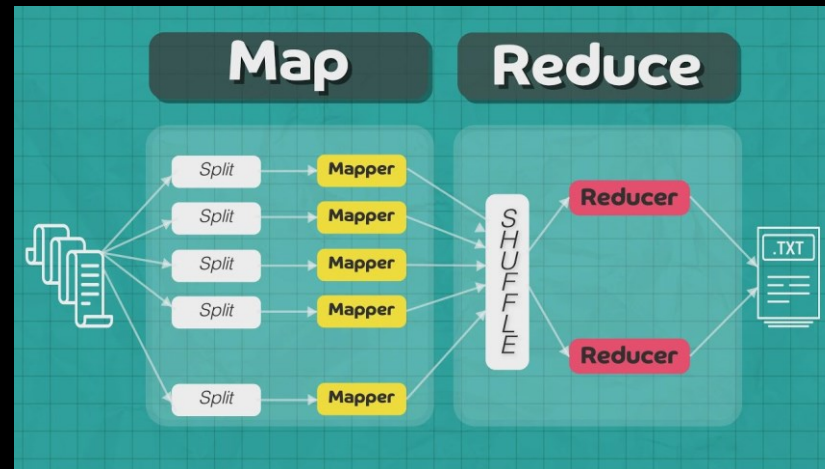 Map
Reduce
Split
Mapper
Split
Mapper
Split
Mapper
Split
Mapper
Split
Mapper
SHUFFLE
Reducer
Reducer
.TXT